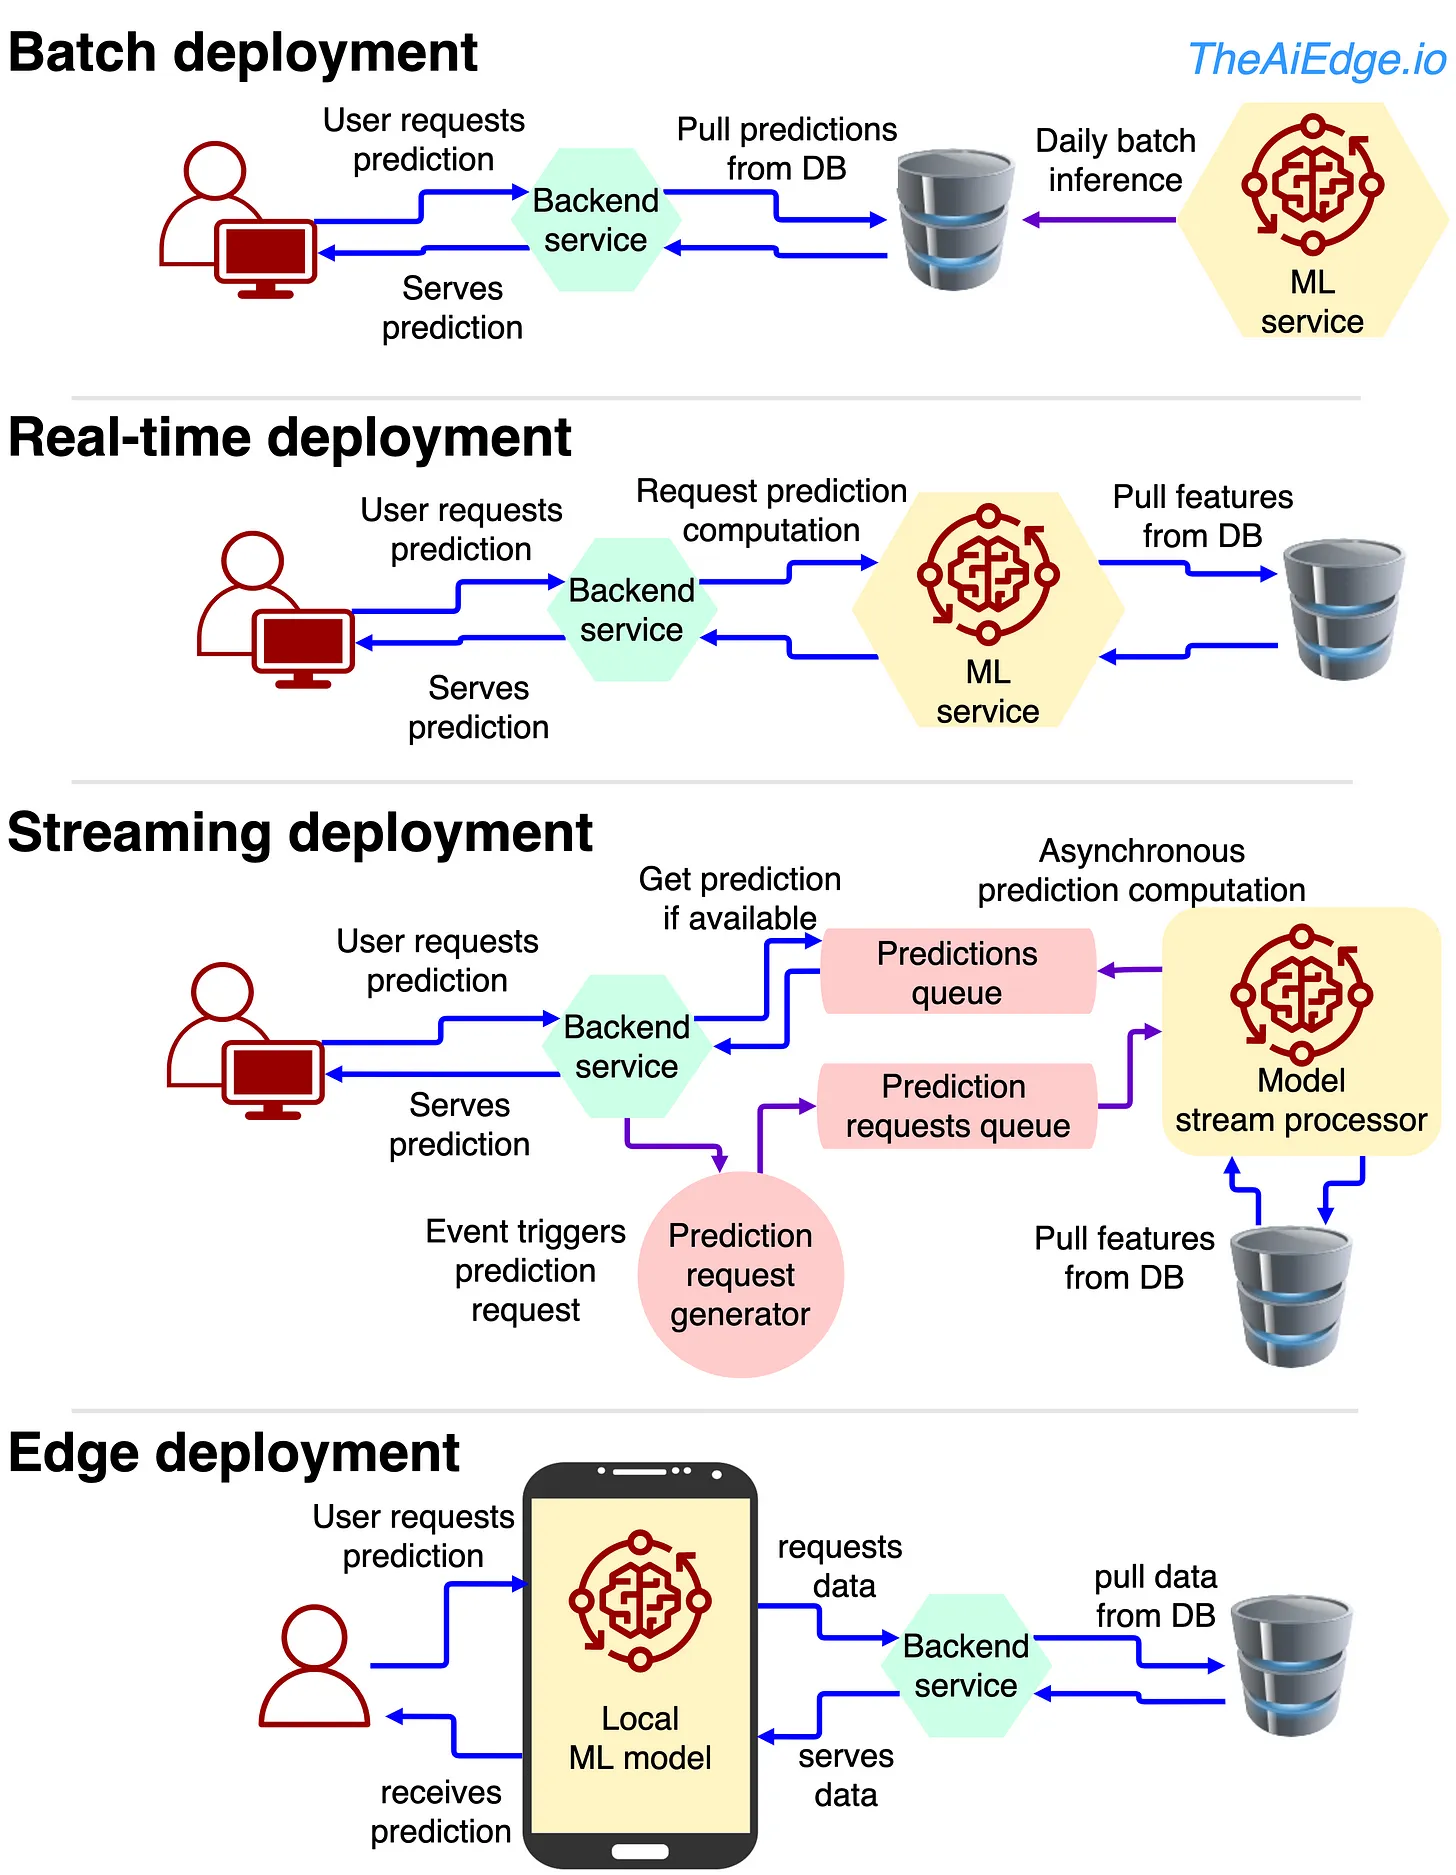 Batch deployment
TheAiEdge.io
User requests
prediction
Pull predictions
from DB
Daily batch
inference
Backend
service
Serves
prediction
ML
service
Real-time deployment
User requests
prediction
Request prediction
computation
Pull features
from DB
Backend
service
Serves
prediction
ML
service
Streaming deployment
Asynchronous
prediction computation
Get prediction
if available
User requests
prediction
Predictions
queue
Backend
service
Prediction
requests queue
Model
stream processor
Serves
prediction
Event triggers
prediction
request
Prediction
request
generator
Pull features
from DB
Edge deployment
User requests
prediction
requests
data
pull data
from DB
Backend
service
Local
ML model
serves
data
receives
prediction